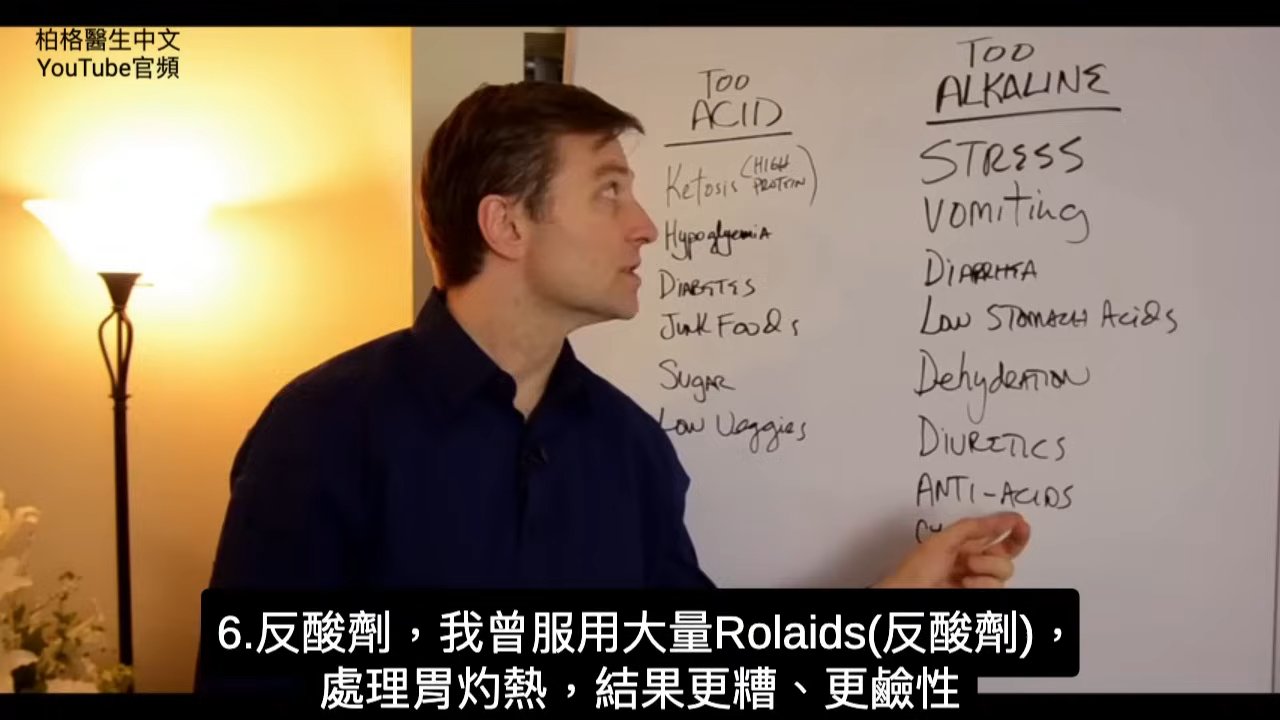 柏格醫生中文
YouTube官頻
TOO
ACID
Ketosis (HIGH PROTEIN)
Hypoglyemia
DIABETES
JUNK FOODS
SUGAR
LOW Veggies
TOO
ALKALINE
STRESS
VOMITING
DIARRHEA
LOW STOMACH ACIDS
DehydRATION
DIURETICS
ANTI-ACIDS
6.反酸劑，我曾服用大量Rolaids(反酸劑)，
處理胃灼熱，結果更糟、更鹼性